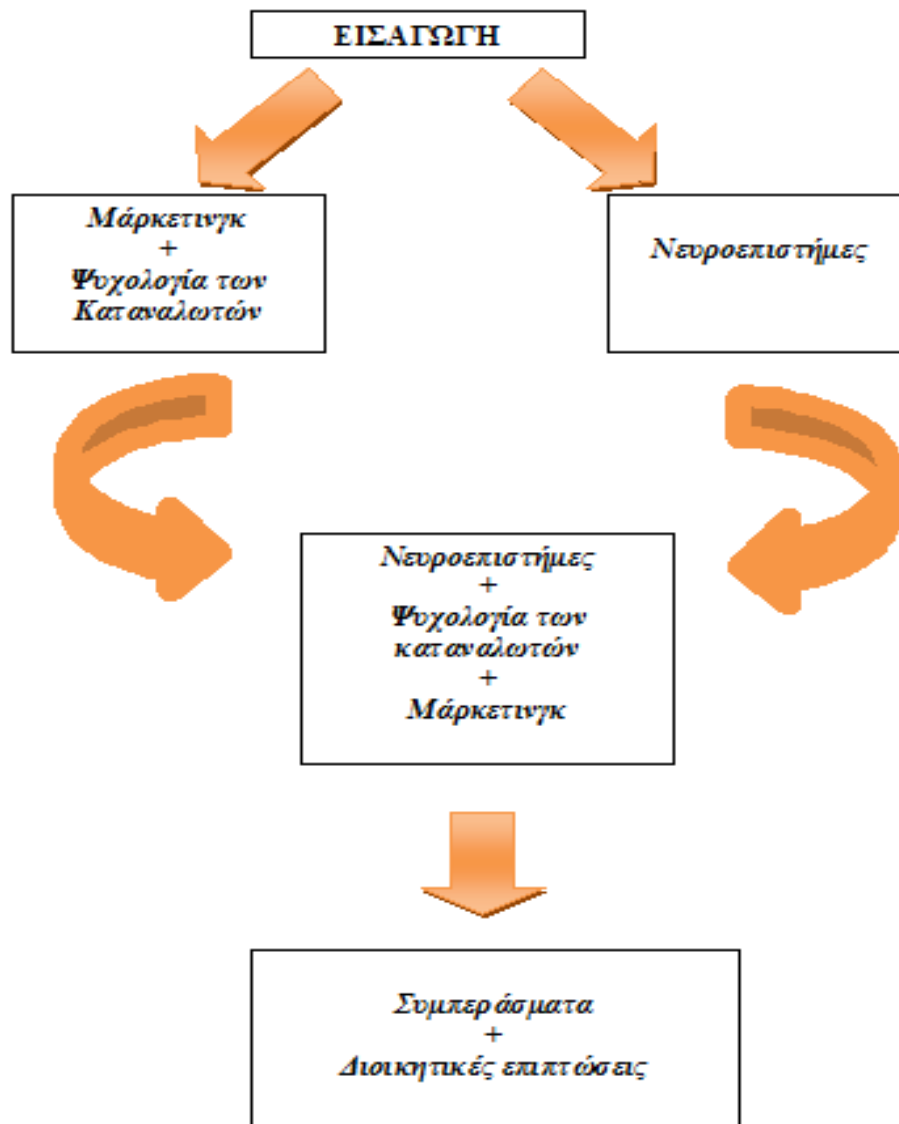 ΕΙΣΑΓΩΓΗ
Μάρκετινγκ
+
Ψυχολογία των
Καταναλωτών
Νευροεπιστήμες
Νευροεπιστήμες
+
Ψυχολογία των
καταναλωτών
+
Μάρκετινγκ
Συμπεράσματα
+
Διοικητικές επιπτώσεις